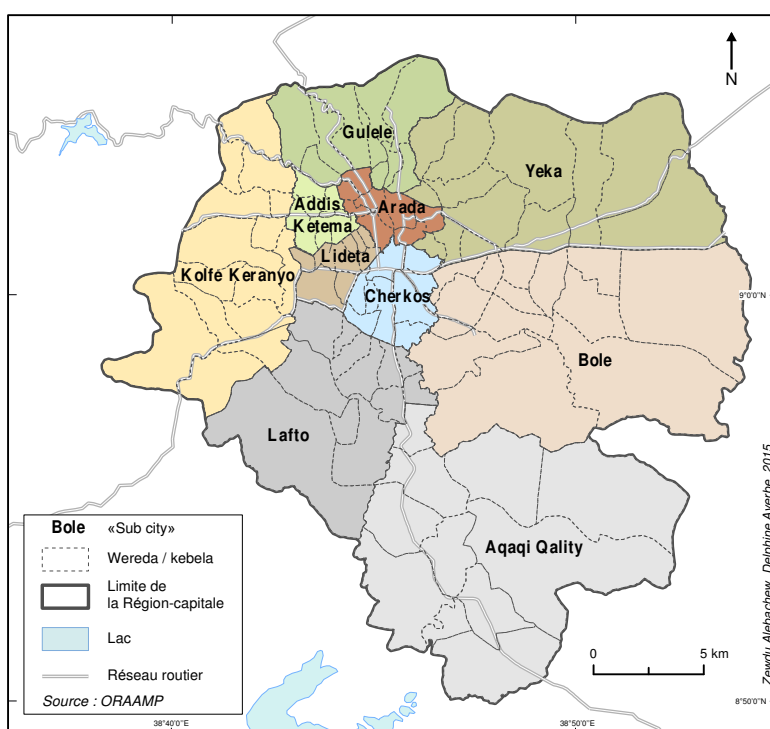 N
Gulele
Yeka
Addis
Ketema
Arada
Lideta
Kolfe Keranyo
Cherkos
9°0'0"N
Bole
Lafto
Aqaqi Qality
Bole «Sub city»
Wereda / kebela
Limite de
la Région-capitale
Lac
Réseau routier
Source : ORAAMP
0 5 km
Zewdu Alebachew, Delphine Ayerbe, 2015
8°50'0"N
38°40'0"E
38°50'0"E